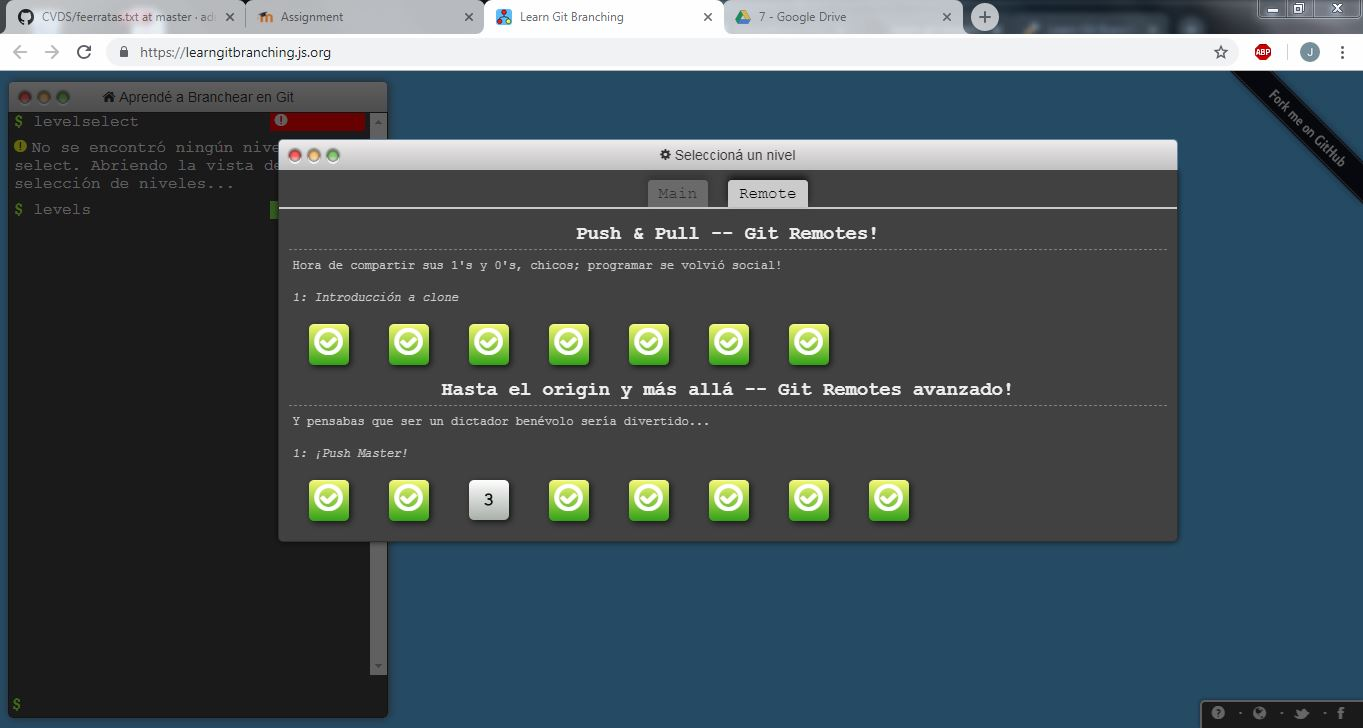 CVDS/feerratas.txt at master · ad
Assignment
Learn Git Branching
7 - Google Drive
https://learngitbranching.js.org
ABP
J
Aprendé a Branchear en Git
$ levelselect
No se encontró ningún nive
select. Abriendo la vista de
selección de niveles...
$ levels
$
Fork me on GitHub
Seleccioná un nivel
Main
Remote
Push & Pull -- Git Remotes!
Hora de compartir sus 1's y 0's, chicos; programar se volvió social!
1: Introducción a clone
Hasta el origin y más allá -- Git Remotes avanzado!
Y pensabas que ser un dictador benévolo sería divertido...
1: ¡Push Master!
3